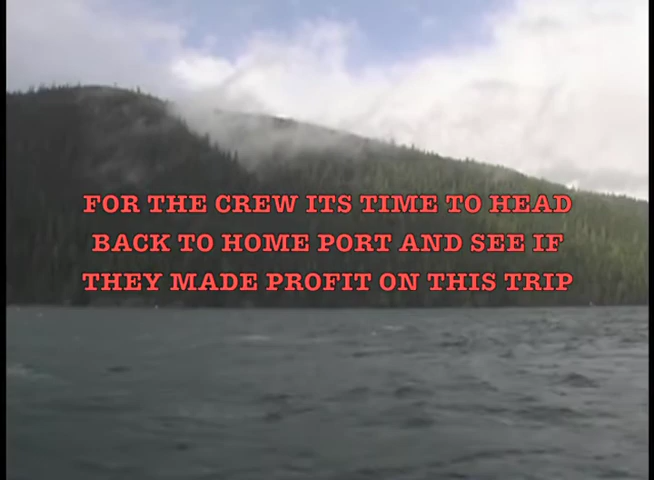 FOR THE CREW ITS TIME TO HEAD
BACK TO HOME PORT AND SEE IF
THEY MADE PROFIT ON THIS TRIP